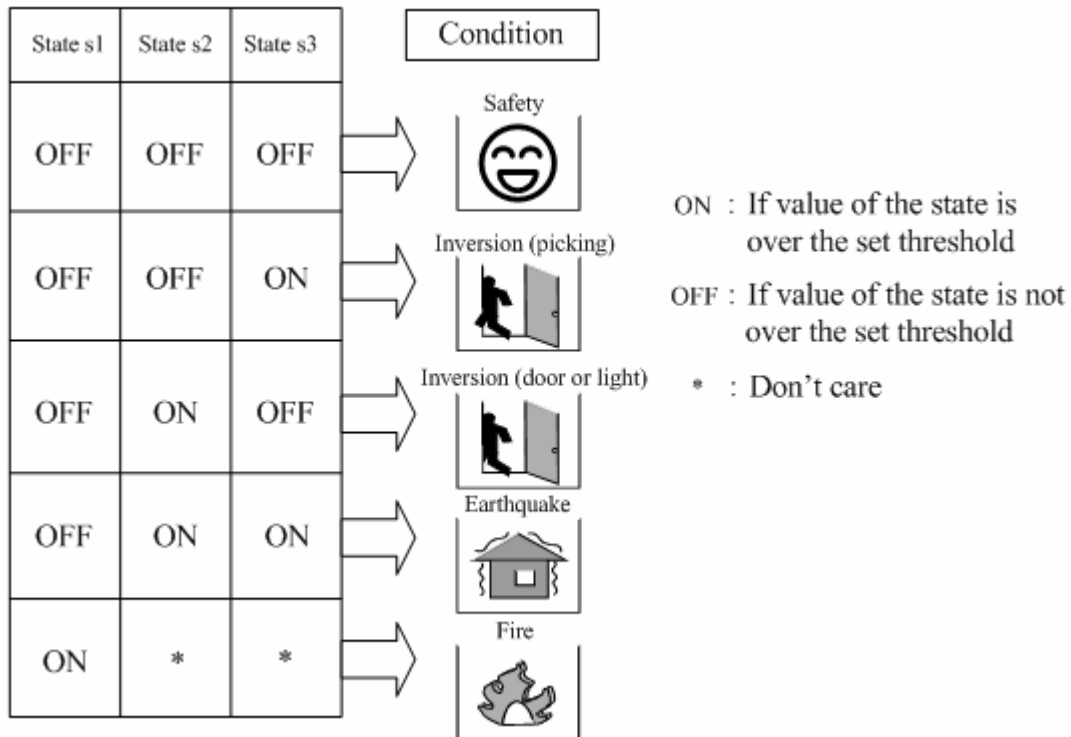 State s1 State s2 State s3
Condition
Safety
OFF OFF OFF
Inversion (picking)
OFF OFF ON
Inversion (door or light)
OFF ON OFF
Earthquake
OFF ON ON
Fire
ON * *
ON : If value of the state is
over the set threshold
OFF : If value of the state is not
over the set threshold
* : Don't care